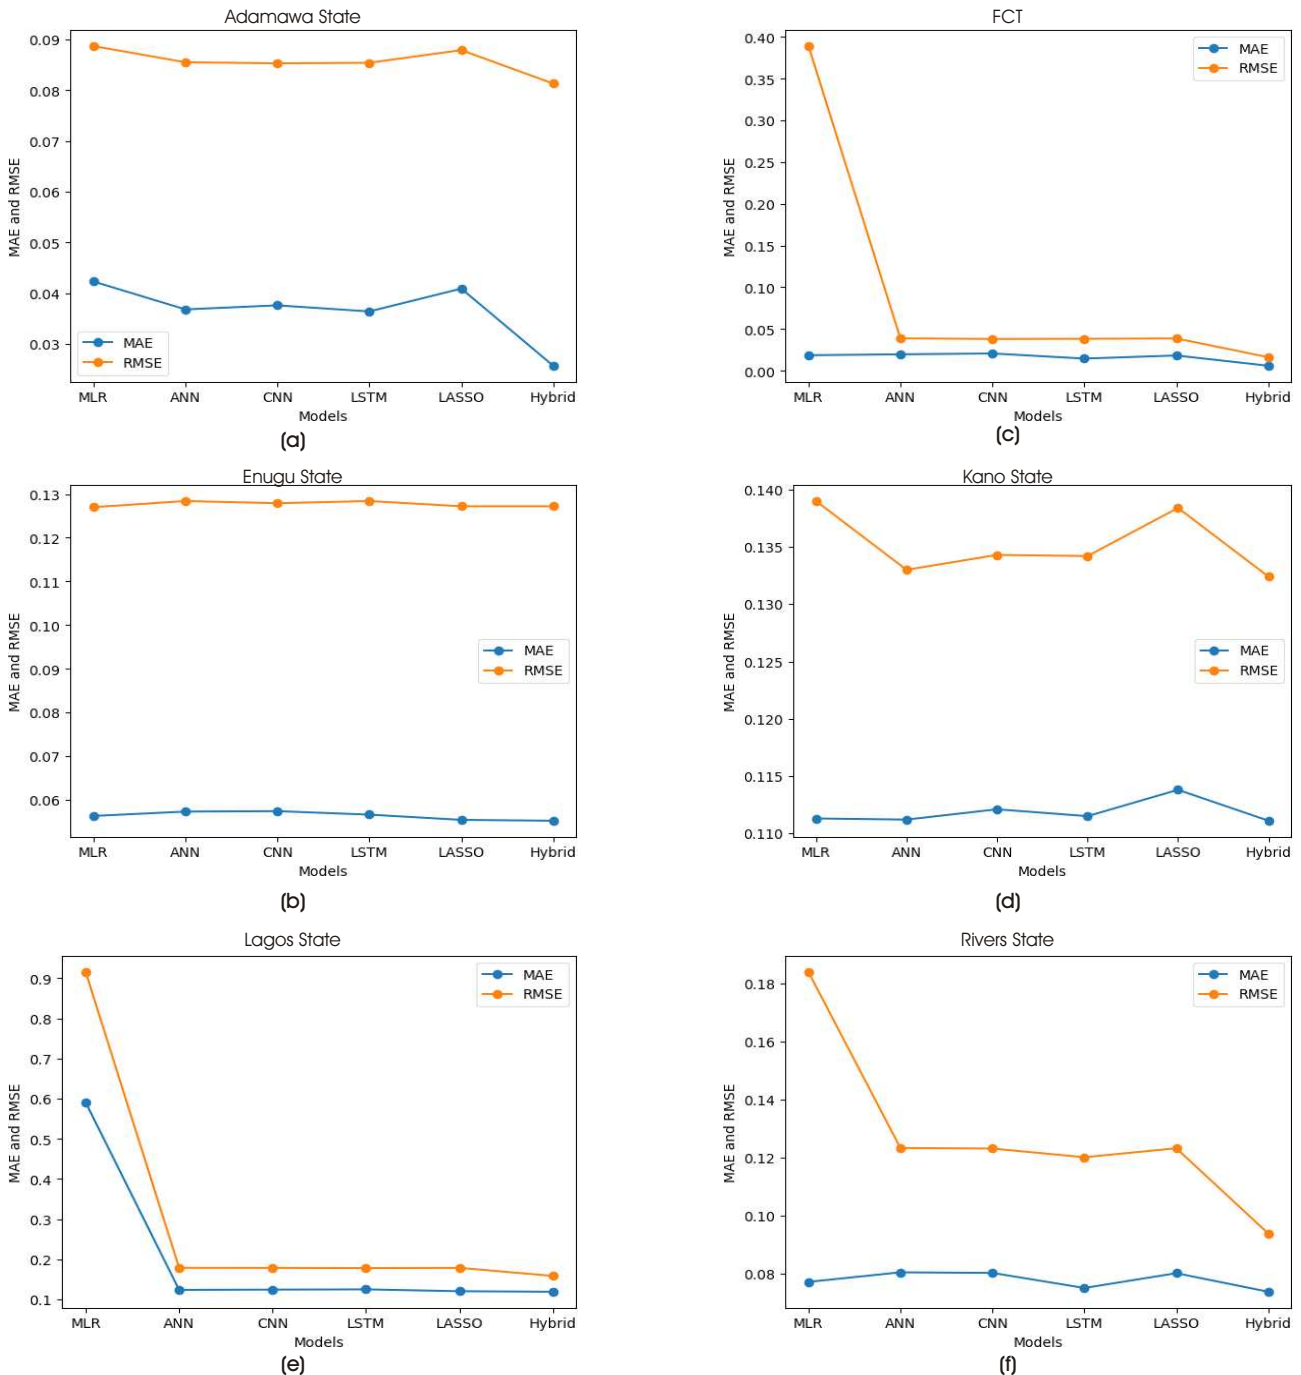 Adamawa State
0.09
0.08
0.07
0.06
0.05
0.04
0.03
MAE and RMSE
MAE
RMSE
MLR ANN CNN LSTM LASSO Hybrid
Models
(a)
FCT
0.40
0.35
0.30
0.25
0.20
0.15
0.10
0.05
0.00
MAE and RMSE
MAE
RMSE
MLR ANN CNN LSTM LASSO Hybrid
Models
(c)
Enugu State
0.13
0.12
0.11
0.10
0.09
0.08
0.07
0.06
MAE and RMSE
MAE
RMSE
MLR ANN CNN LSTM LASSO Hybrid
Models
(b)
Kano State
0.140
0.135
0.130
0.125
0.120
0.115
0.110
MAE and RMSE
MAE
RMSE
MLR ANN CNN LSTM LASSO Hybrid
Models
(d)
Lagos State
0.9
0.8
0.7
0.6
0.5
0.4
0.3
0.2
0.1
MAE and RMSE
MAE
RMSE
MLR ANN CNN LSTM LASSO Hybrid
Models
(e)
Rivers State
0.18
0.16
0.14
0.12
0.10
0.08
MAE and RMSE
MAE
RMSE
MLR ANN CNN LSTM LASSO Hybrid
Models
(f)